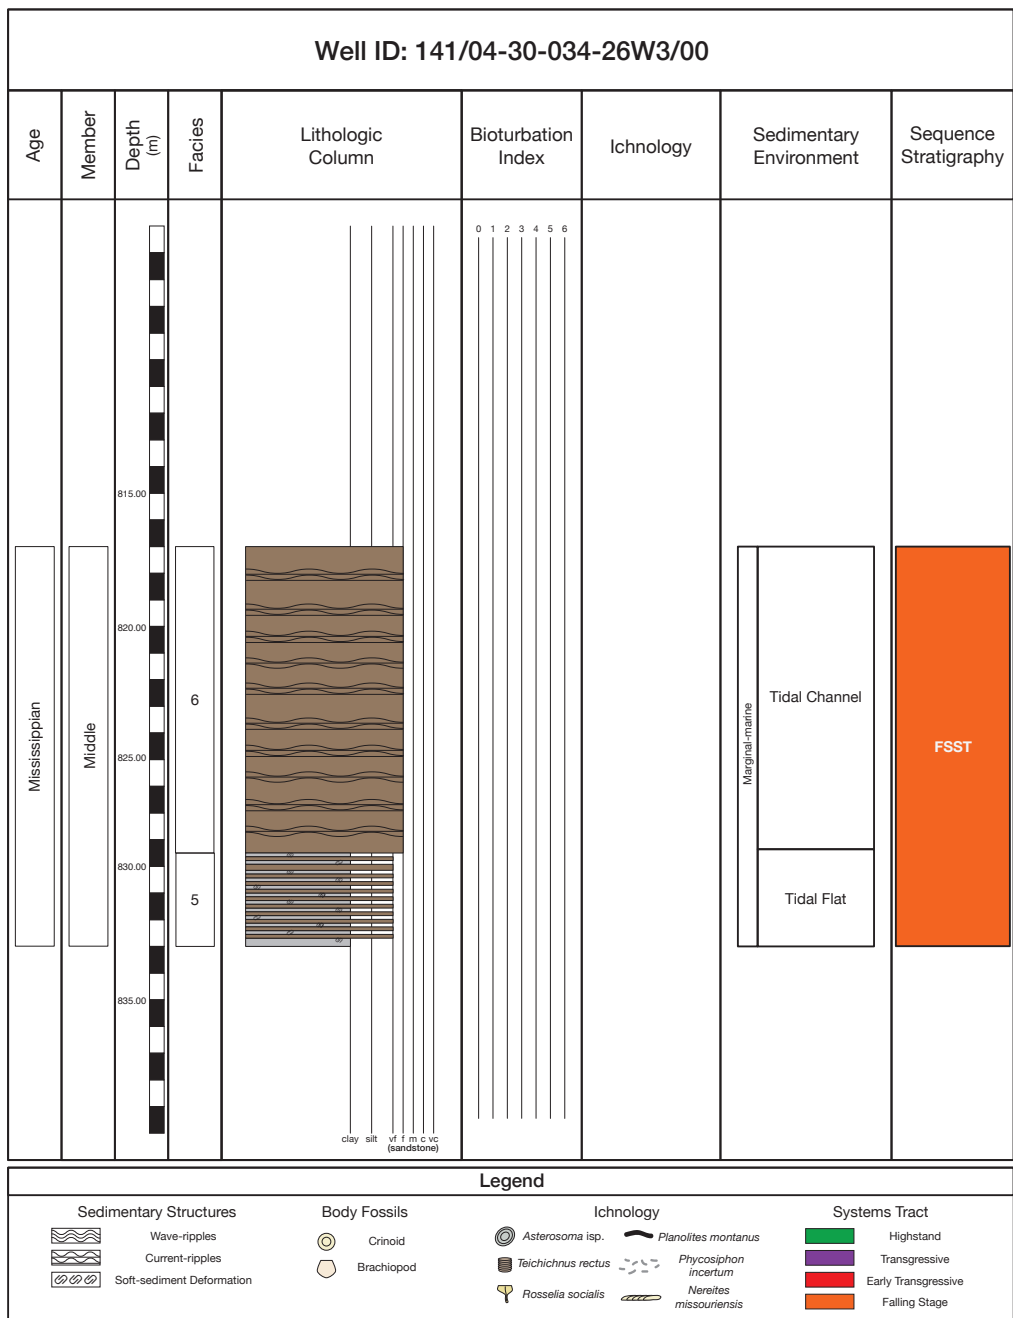 Well ID: 141/04-30-034-26W3/00
Age
Member
Depth
(m)
Facies
Lithologic
Column
Bioturbation
Index
Ichnology
Sedimentary
Environment
Sequence
Stratigraphy
0 1 2 3 4 5 6
815.00
820.00
825.00
830.00
835.00
Mississippian
Middle
6
5
Marginal-marine
Tidal Channel
Tidal Flat
FSST
clay silt vf f m c vc
(sandstone)
Legend
Sedimentary Structures
Wave-ripples
Current-ripples
Soft-sediment Deformation
Body Fossils
Crinoid
Brachiopod
Ichnology
Asterosoma isp.
Teichichnus rectus
Rosselia socialis
Planolites montanus
Phycosiphon
incertum
Nereites
missouriensis
Systems Tract
Highstand
Transgressive
Early Transgressive
Falling Stage